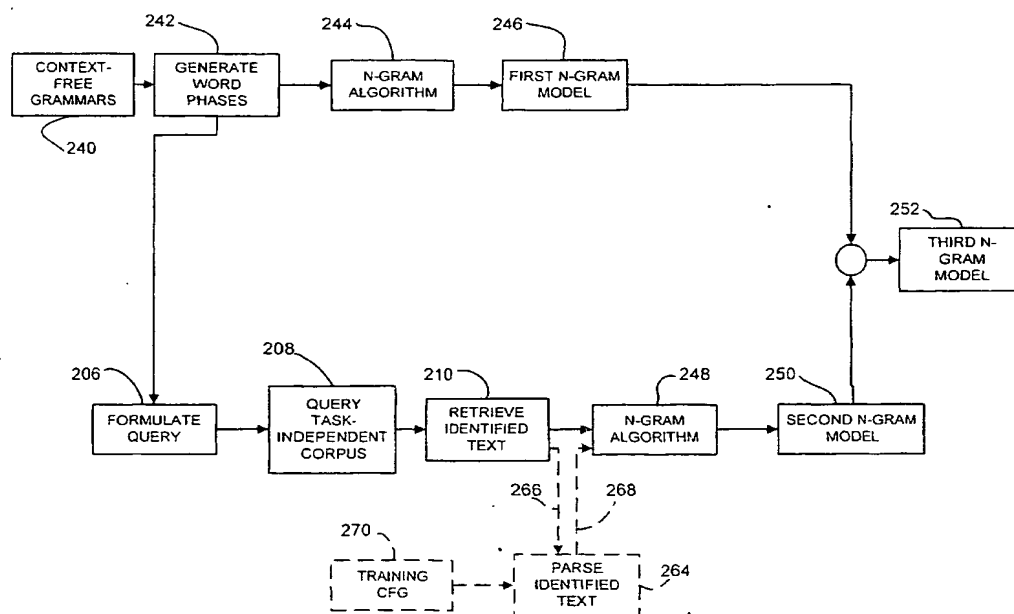 242
244
246
CONTEXT-
FREE
GRAMMARS
GENERATE
WORD
PHASES
N-GRAM
ALGORITHM
FIRST N-GRAM
MODEL
240
252
THIRD N-
GRAM
MODEL
206
208
210
248
250
FORMULATE
QUERY
QUERY
TASK-
INDEPENDENT
CORPUS
RETRIEVE
IDENTIFIED
TEXT
N-GRAM
ALGORITHM
SECOND N-GRAM
MODEL
266
268
270
TRAINING
CFG
PARSE
IDENTIFIED
TEXT
264